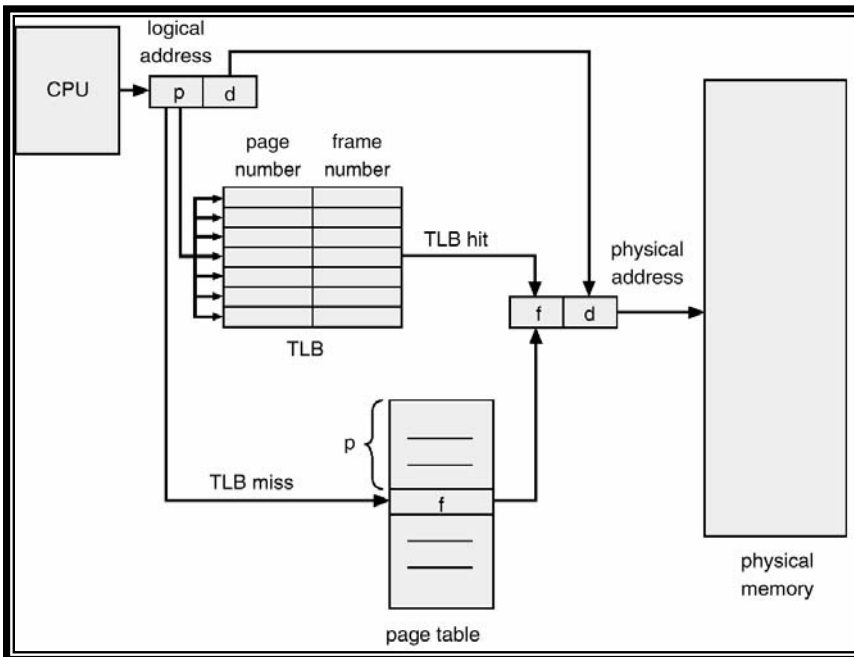 logical
address
CPU
p
d
page
number
frame
number
TLB hit
physical
address
f
d
TLB
p
TLB miss
f
physical
memory
page table